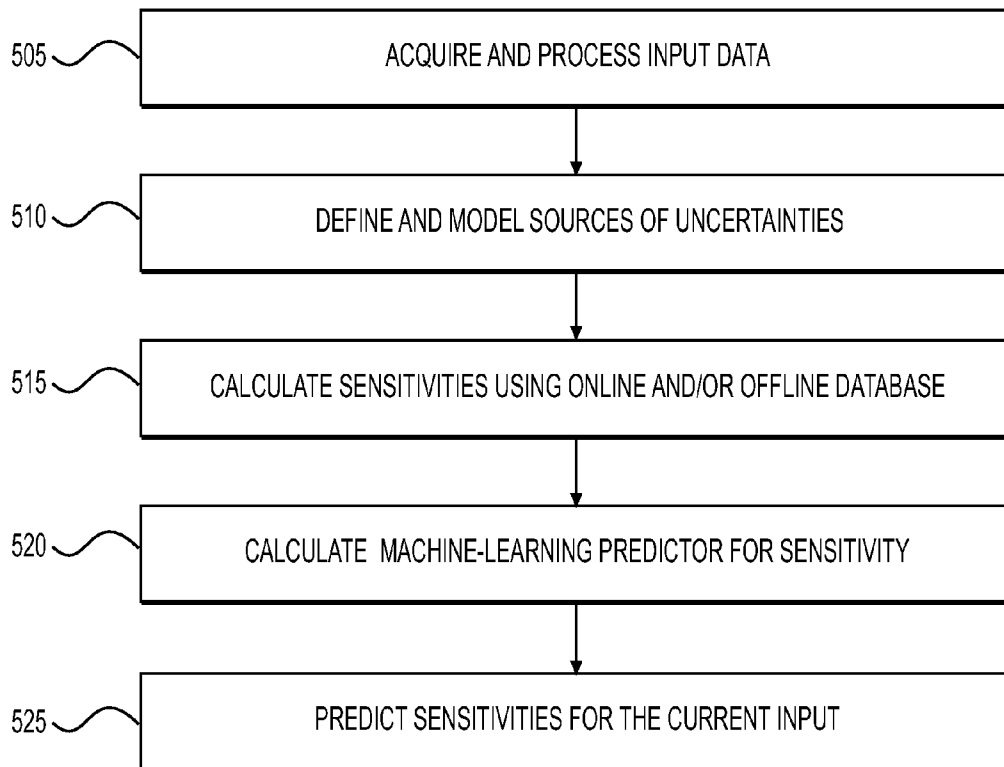 505
ACQUIRE AND PROCESS INPUT DATA
510
DEFINE AND MODEL SOURCES OF UNCERTAINTIES
515
CALCULATE SENSITIVITIES USING ONLINE AND/OR OFFLINE DATABASE
520
CALCULATE MACHINE-LEARNING PREDICTOR FOR SENSITIVITY
525
PREDICT SENSITIVITIES FOR THE CURRENT INPUT